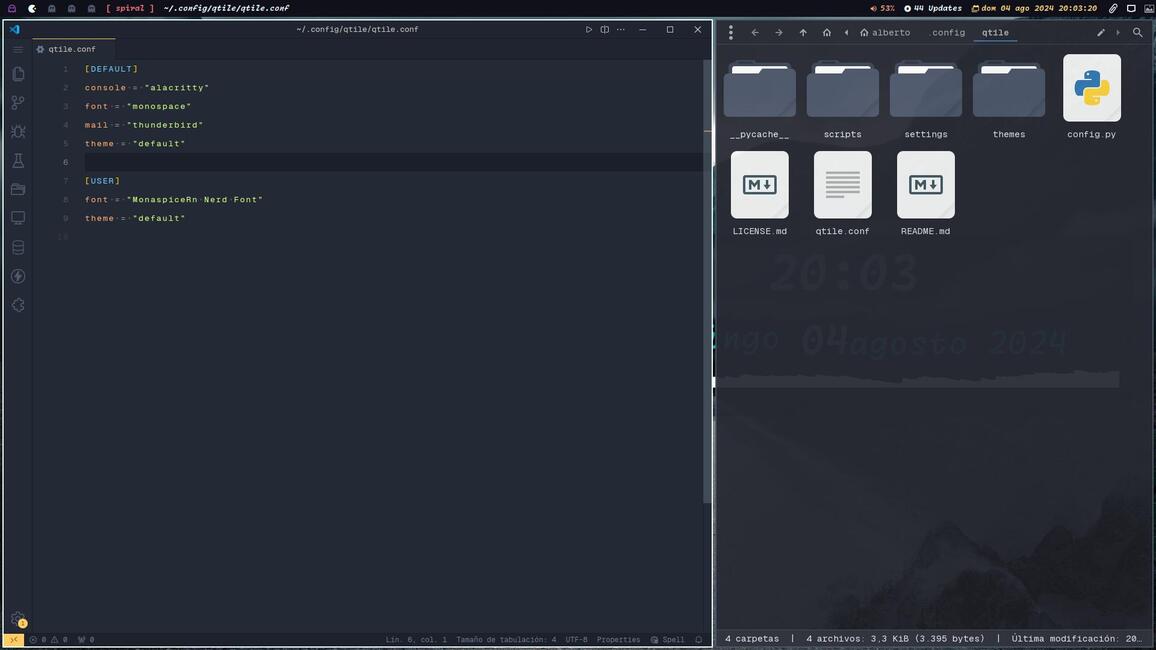 [ spiral ] ~/.config/qtile/qtile.conf 53% 44 Updates dom 04 ago 2024 20:03:20
~/.config/qtile/qtile.conf
qtile.conf
1 [DEFAULT]
2 console = "alacritty"
3 font = "monospace"
4 mail = "thunderbird"
5 theme = "default"
6
7 [USER]
8 font = "MonaspiceRn Nerd Font"
9 theme = "default"
10
1
0 0 0 Lín. 6, col. 1 Tamaño de tabulación: 4 UTF-8 Properties Spell
alberto .config qtile
__pycache__ scripts settings themes config.py
LICENSE.md qtile.conf README.md
20:03
ngo 04agosto 2024
4 carpetas | 4 archivos: 3,3 KiB (3.395 bytes) | Última modificación: 20…